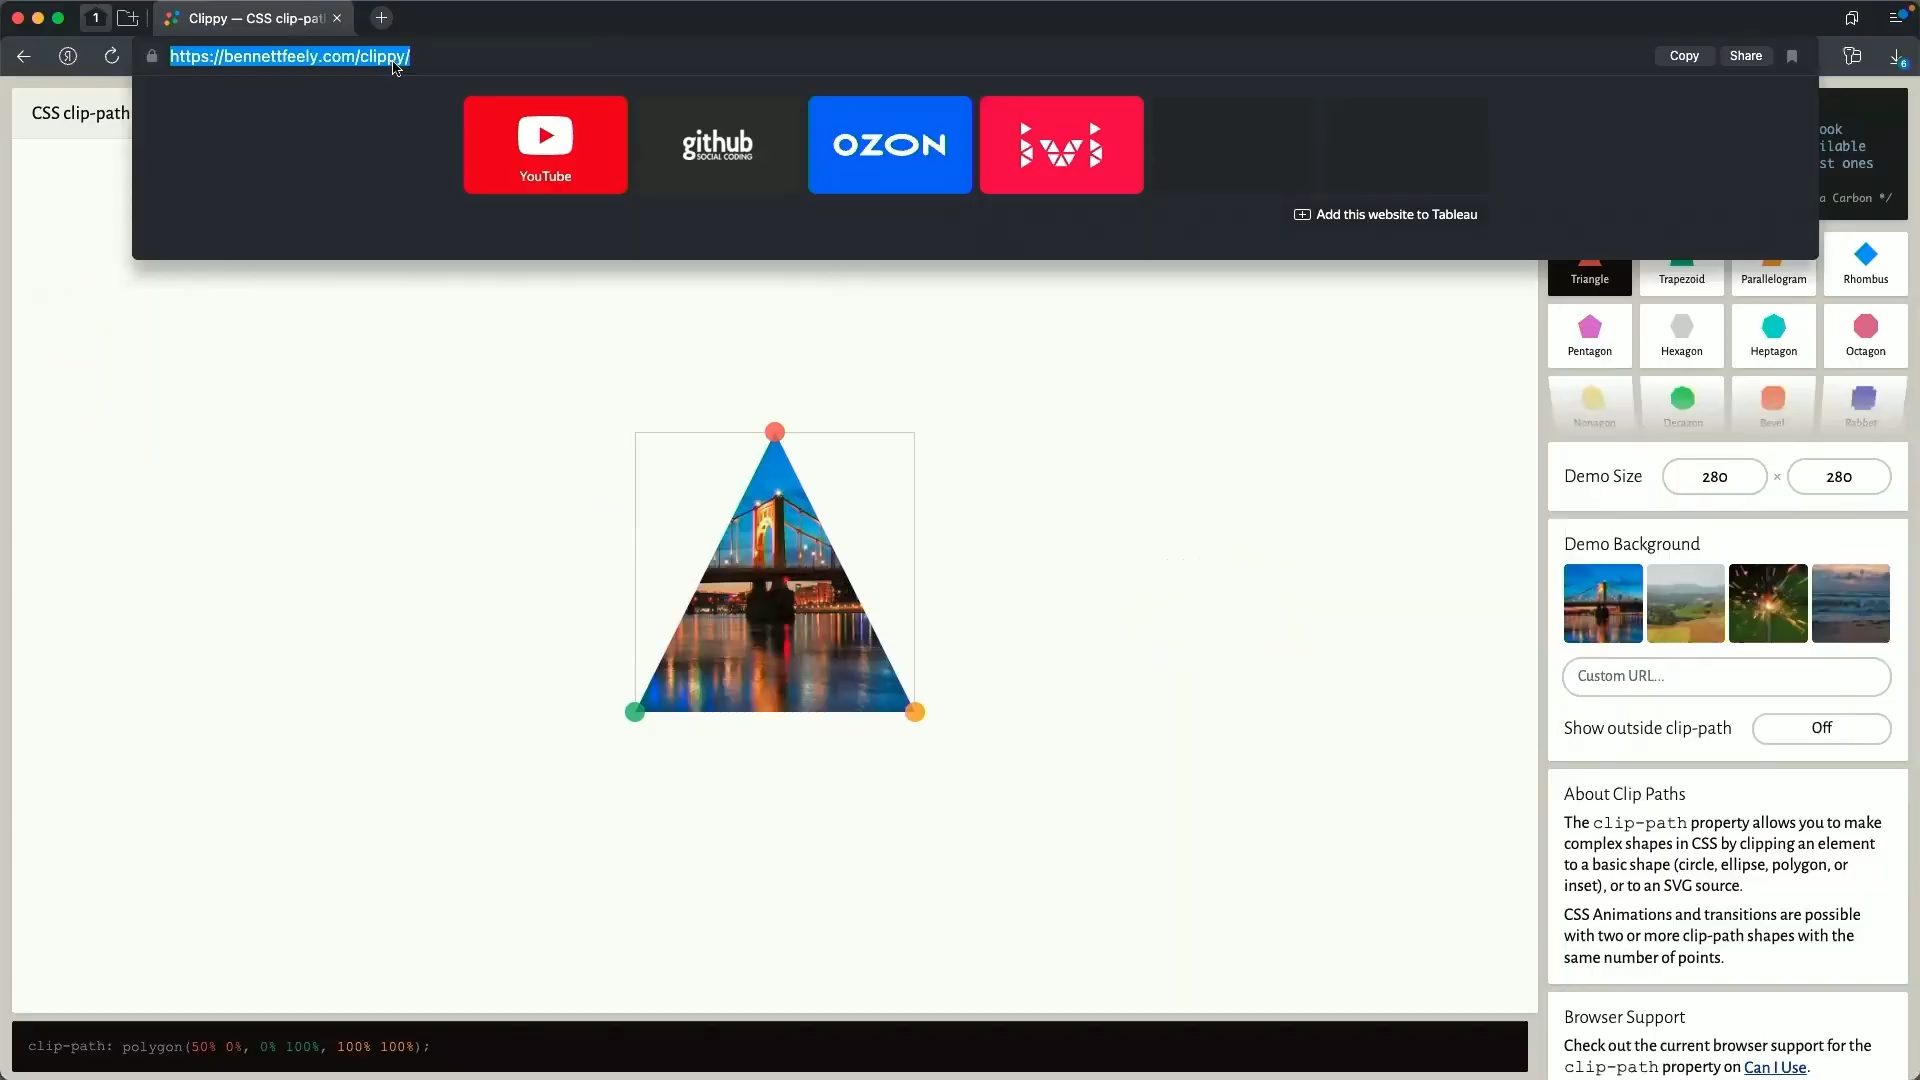 1
Clippy — CSS clip-pat
https://bennettfeely.com/clippy/
Copy
Share
6
CSS clip-path
YouTube
github
SOCIAL CODING
OZON
ivi
Add this website to Tableau
ook
ilable
st ones
a Carbon */
Triangle
Trapezoid
Parallelogram
Rhombus
Pentagon
Hexagon
Heptagon
Octagon
Nonagon
Decagon
Bevel
Rabbet
Demo Size
280
×
280
Demo Background
Custom URL...
Show outside clip-path
Off
About Clip Paths
The clip-path property allows you to make
complex shapes in CSS by clipping an element
to a basic shape (circle, ellipse, polygon, or
inset), or to an SVG source.
CSS Animations and transitions are possible
with two or more clip-path shapes with the
same number of points.
Browser Support
Check out the current browser support for the
clip-path property on Can I Use.
clip-path: polygon(50% 0%, 0% 100%, 100% 100%);